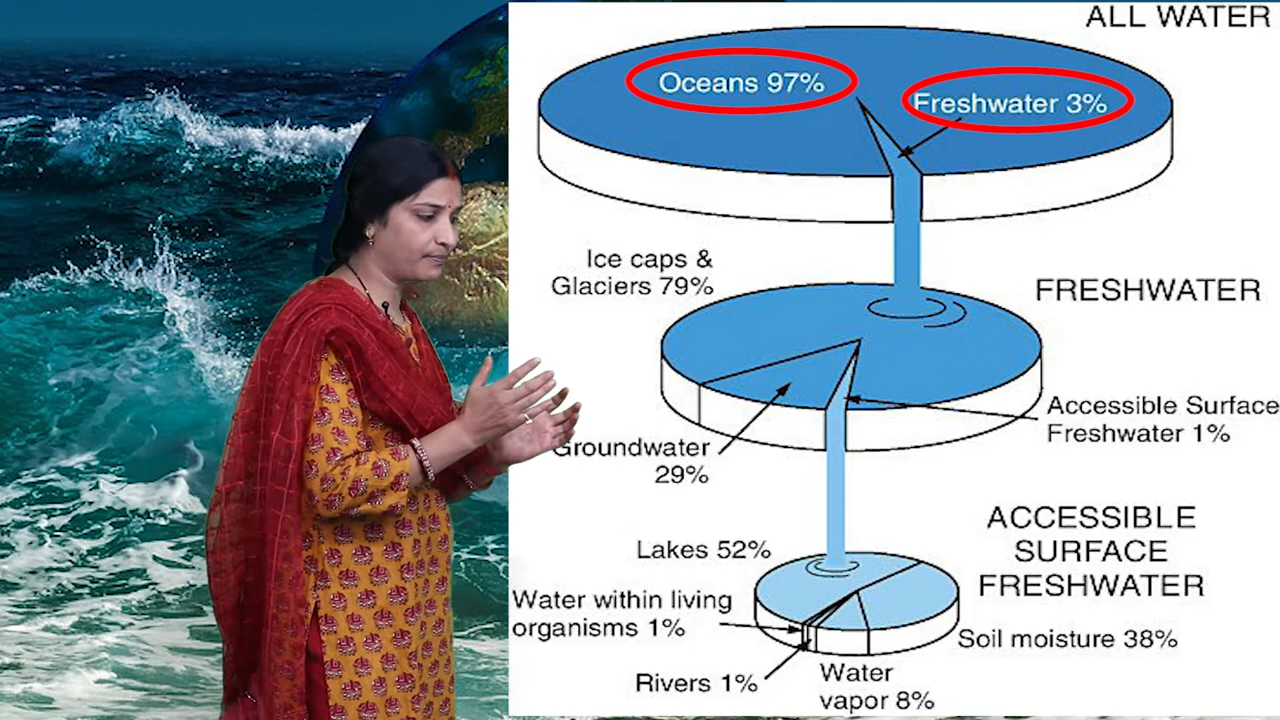 ALL WATER
Oceans 97%
Freshwater 3%
Ice caps &
Glaciers 79%
FRESHWATER
Accessible Surface
Freshwater 1%
Groundwater
29%
ACCESSIBLE
SURFACE
FRESHWATER
Lakes 52%
Water within living
organisms 1%
Soil moisture 38%
Rivers 1%
Water
vapor 8%